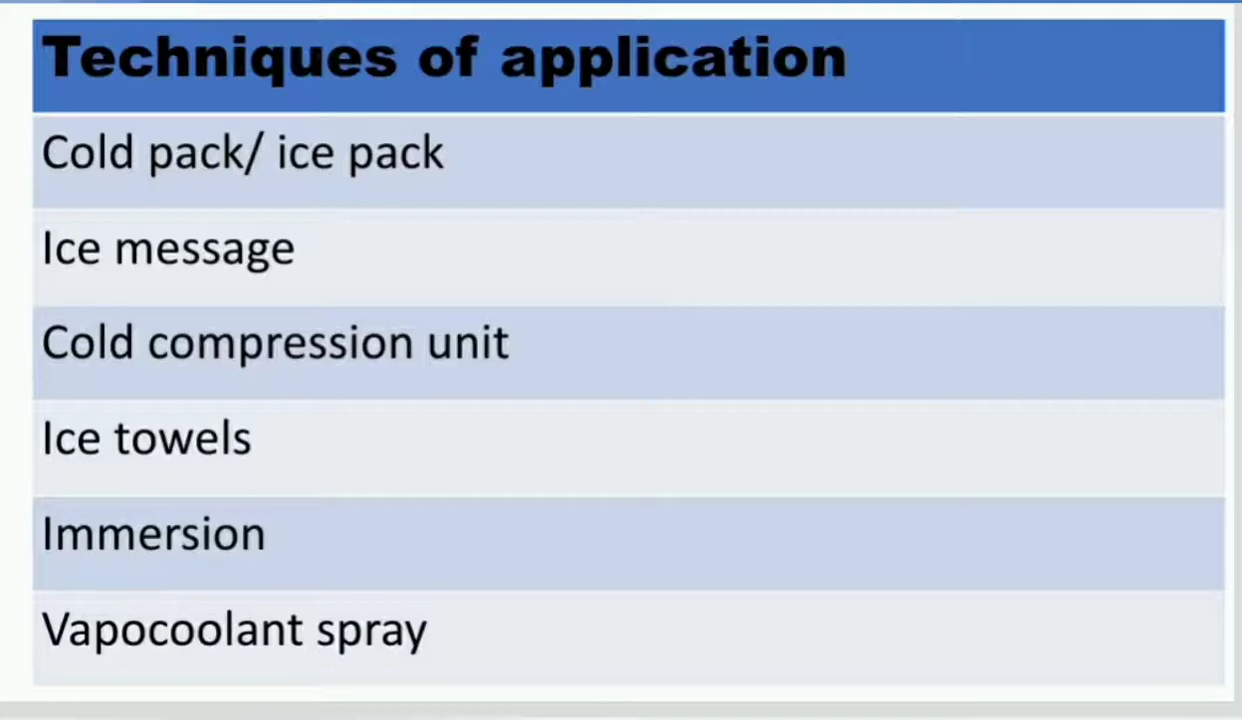 Techniques of application
Cold pack/ ice pack
Ice message
Cold compression unit
Ice towels
Immersion
Vapocoolant spray